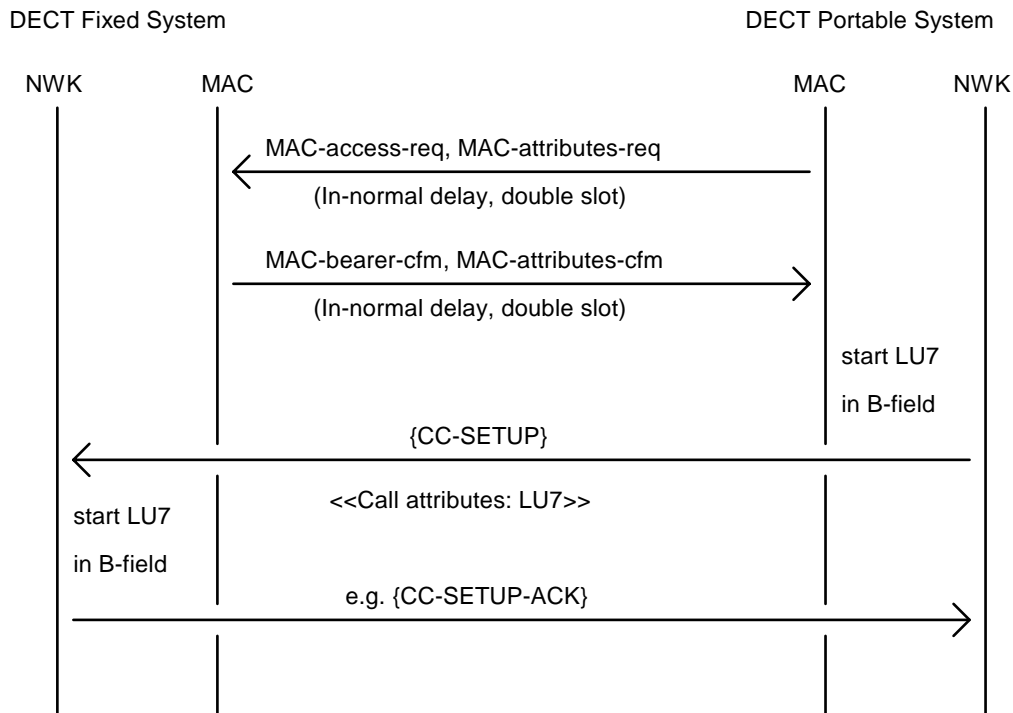 DECT Fixed System DECT Portable System
NWK MAC MAC NWK
MAC-access-req, MAC-attributes-req
(In-normal delay, double slot)
MAC-bearer-cfm, MAC-attributes-cfm
(In-normal delay, double slot)
start LU7
in B-field
{CC-SETUP}
<<Call attributes: LU7>>
start LU7
in B-field
e.g. {CC-SETUP-ACK}